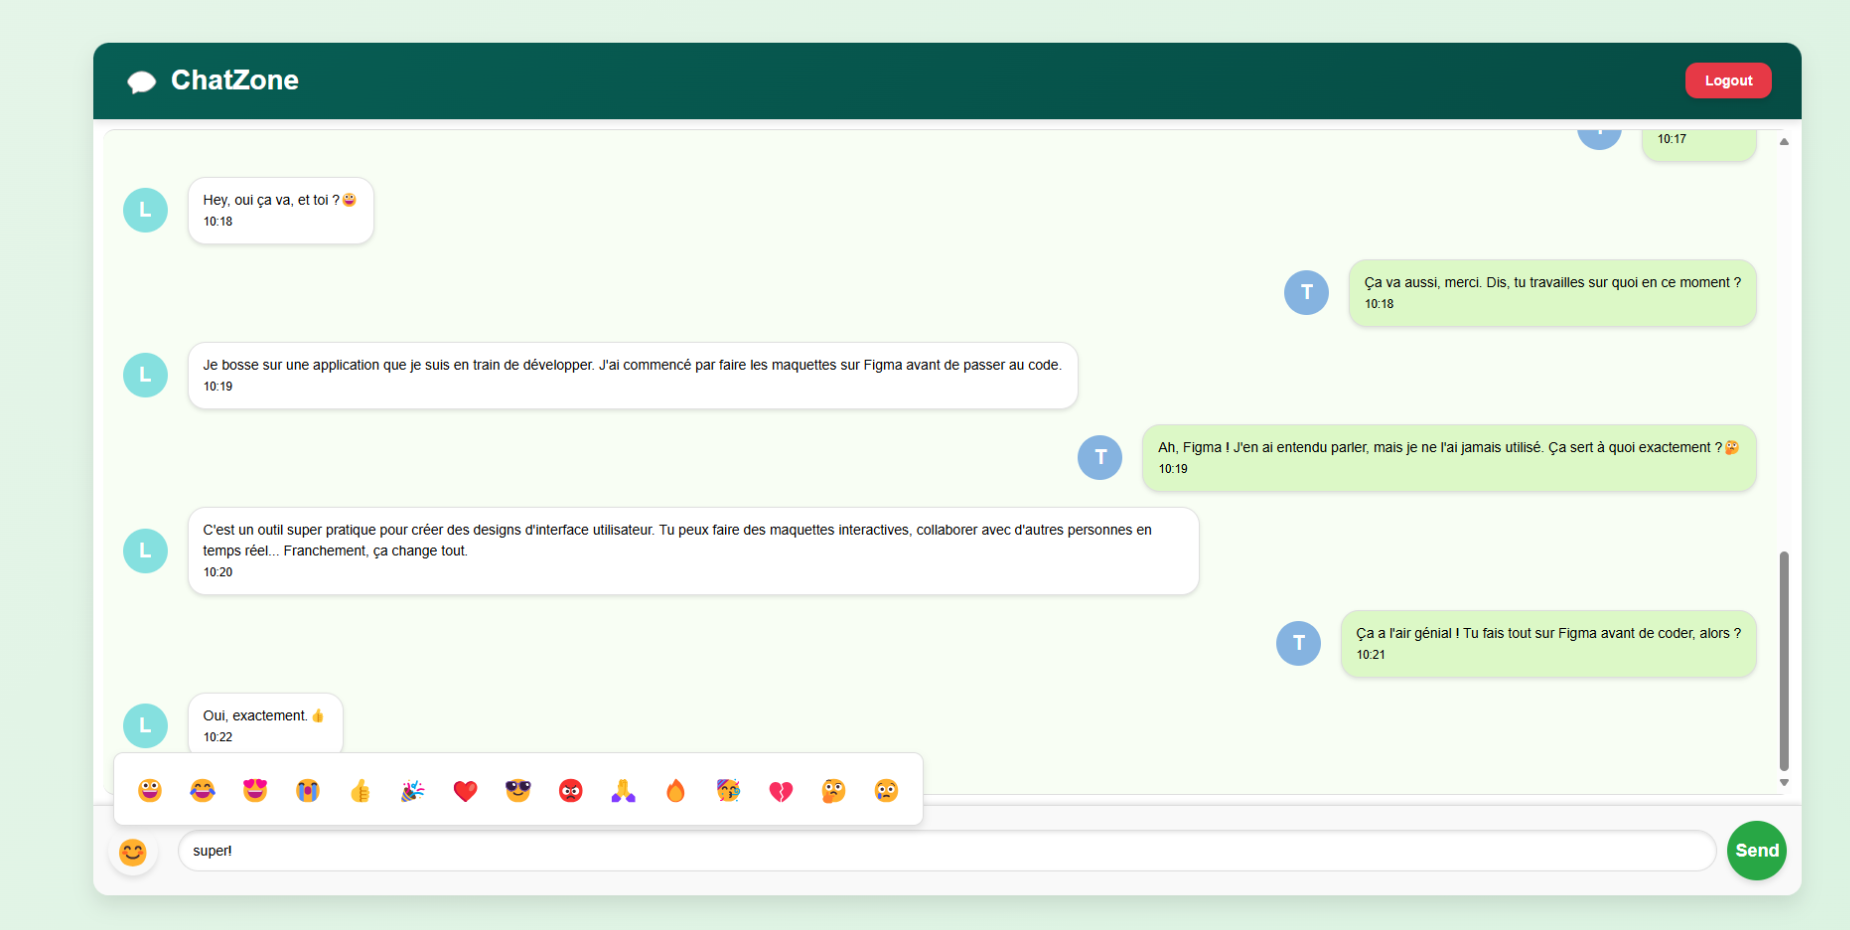 ChatZone
Logout
10:17
L
Hey, oui ça va, et toi ?😀
10:18
T
Ça va aussi, merci. Dis, tu travailles sur quoi en ce moment ?
10:18
L
Je bosse sur une application que je suis en train de développer. J'ai commencé par faire les maquettes sur Figma avant de passer au code.
10:19
T
Ah, Figma ! J'en ai entendu parler, mais je ne l'ai jamais utilisé. Ça sert à quoi exactement ?🤔
10:19
L
C'est un outil super pratique pour créer des designs d'interface utilisateur. Tu peux faire des maquettes interactives, collaborer avec d'autres personnes en
temps réel... Franchement, ça change tout.
10:20
T
Ça a l'air génial ! Tu fais tout sur Figma avant de coder, alors ?
10:21
L
Oui, exactement.👍
10:22
super!
Send